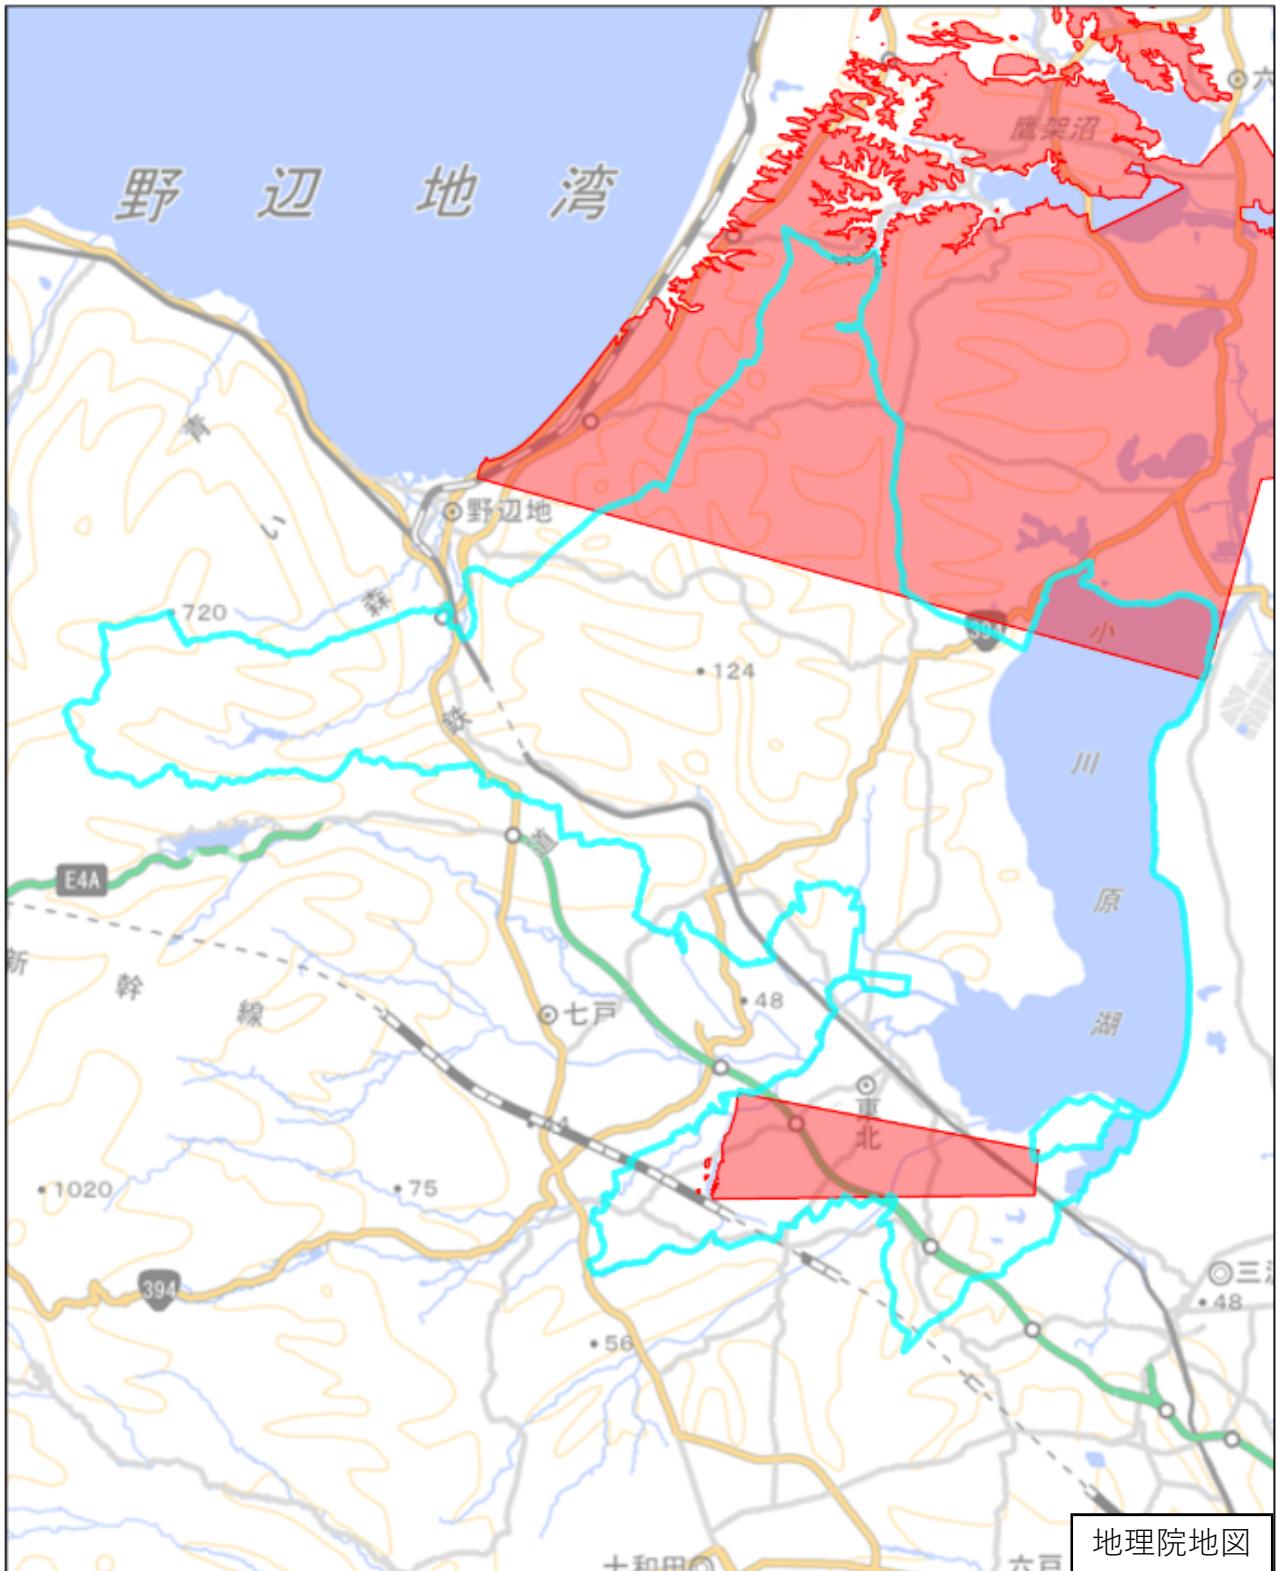 六
鷹架沼
野辺地湾
青
い
野辺地
森
720
394
小
124
鉄
川
道
E4A
原
新
幹
線
48
七戸
湖
東北
44
1020
75
三沢
394
48
56
地理院地図
十和田
六戸